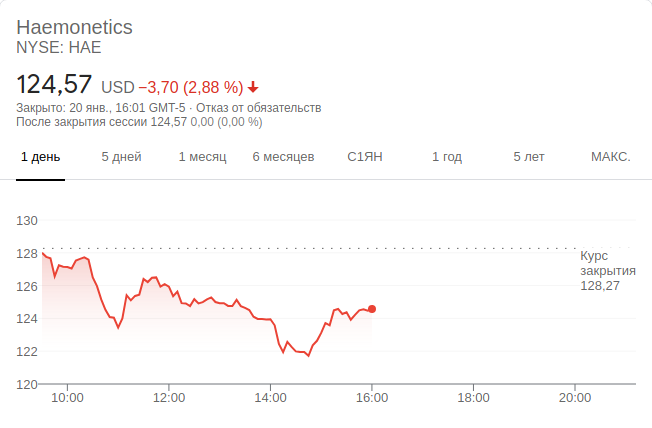 Haemonetics
NYSE: HAE
124,57 USD −3,70 (2,88 %)
Закрыто: 20 янв., 16:01 GMT-5 · Отказ от обязательств
После закрытия сессии 124,57 0,00 (0,00 %)
1 день 5 дней 1 месяц 6 месяцев С1ЯН 1 год 5 лет МАКС.
130
128
126
124
122
120
Курс
закрытия
128,27
10:00 12:00 14:00 16:00 18:00 20:00